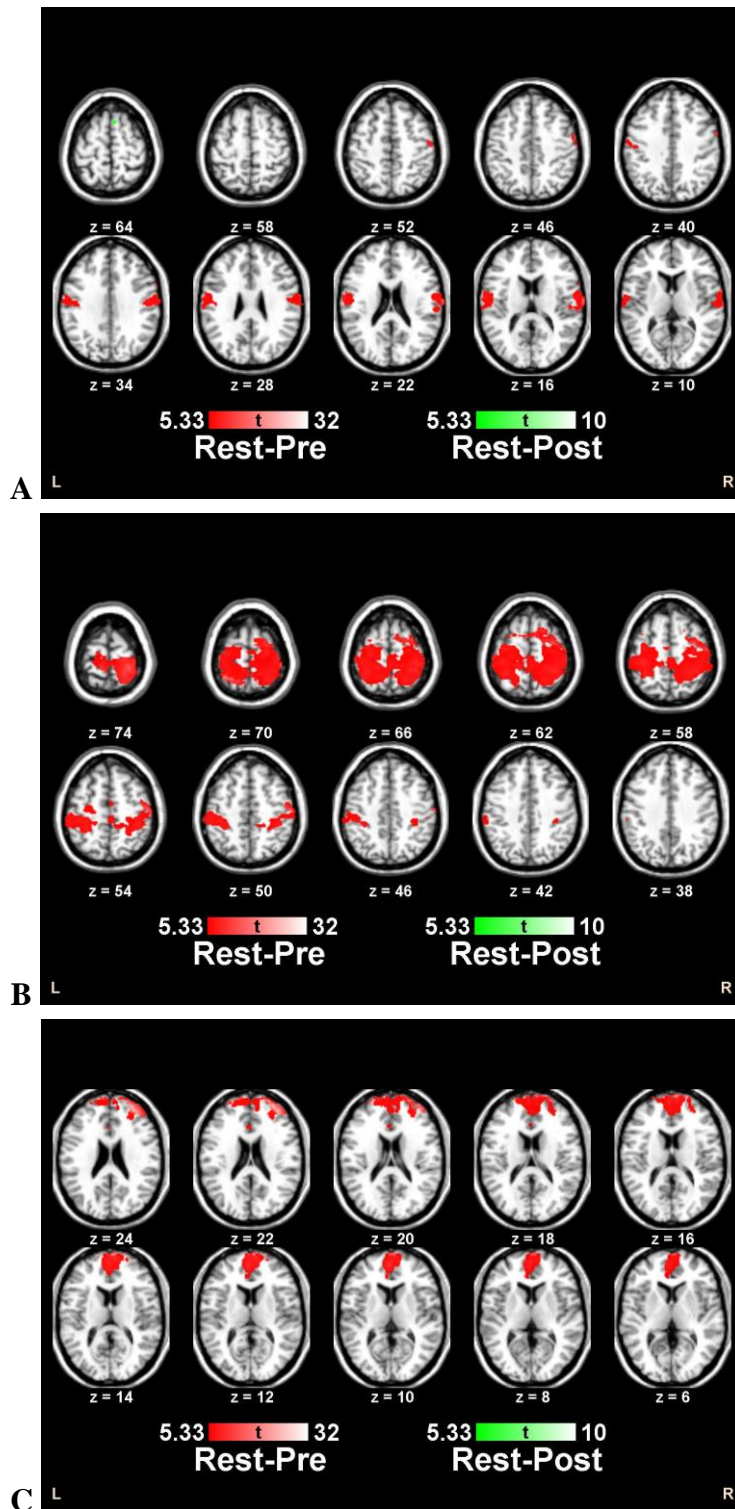 z = 64 z = 58 z = 52 z = 46 z = 40
z = 34 z = 28 z = 22 z = 16 z = 10
5.33 t 32 5.33 t 10
Rest-Pre Rest-Post
A L R
z = 74 z = 70 z = 66 z = 62 z = 58
z = 54 z = 50 z = 46 z = 42 z = 38
5.33 t 32 5.33 t 10
Rest-Pre Rest-Post
B L R
z = 24 z = 22 z = 20 z = 18 z = 16
z = 14 z = 12 z = 10 z = 8 z = 6
5.33 t 32 5.33 t 10
Rest-Pre Rest-Post
C L R